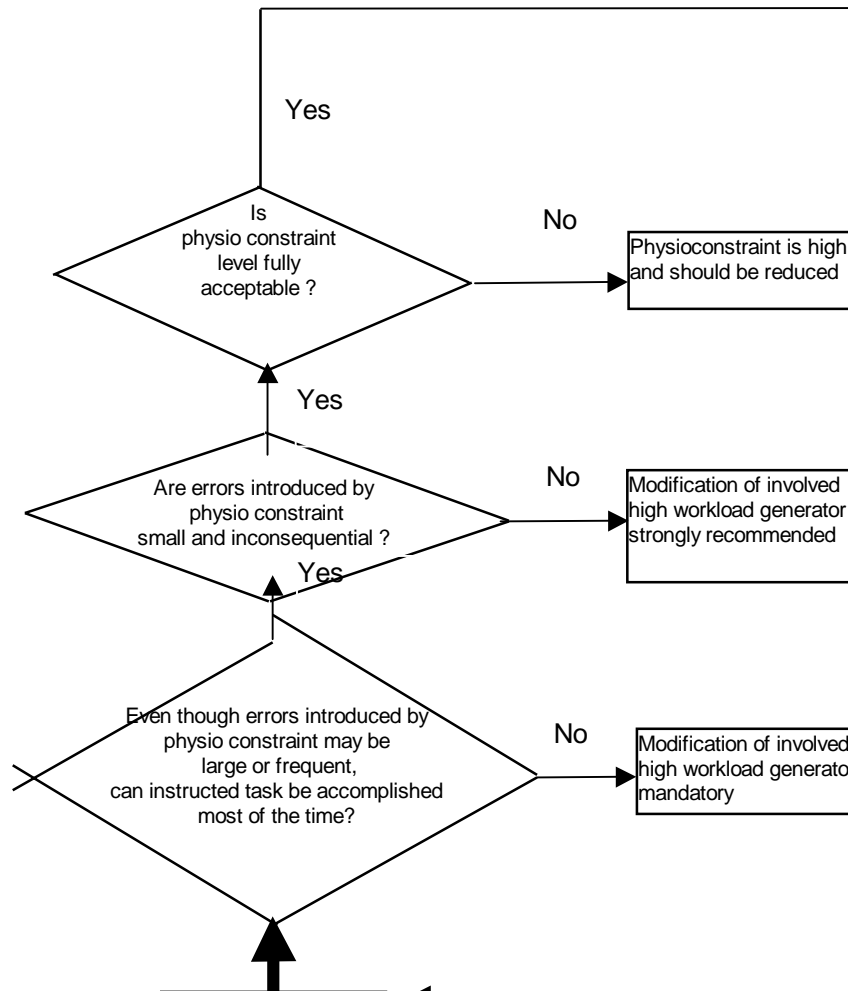 Yes
Is
physio constraint
level fully
acceptable ?
No
Physioconstraint is high
and should be reduced
Yes
Are errors introduced by
physio constraint
small and inconsequential ?
No
Modification of involved
high workload generator
strongly recommended
Yes
Even though errors introduced by
physio constraint may be
large or frequent,
can instructed task be accomplished
most of the time?
No
Modification of involved
high workload generato
mandatory